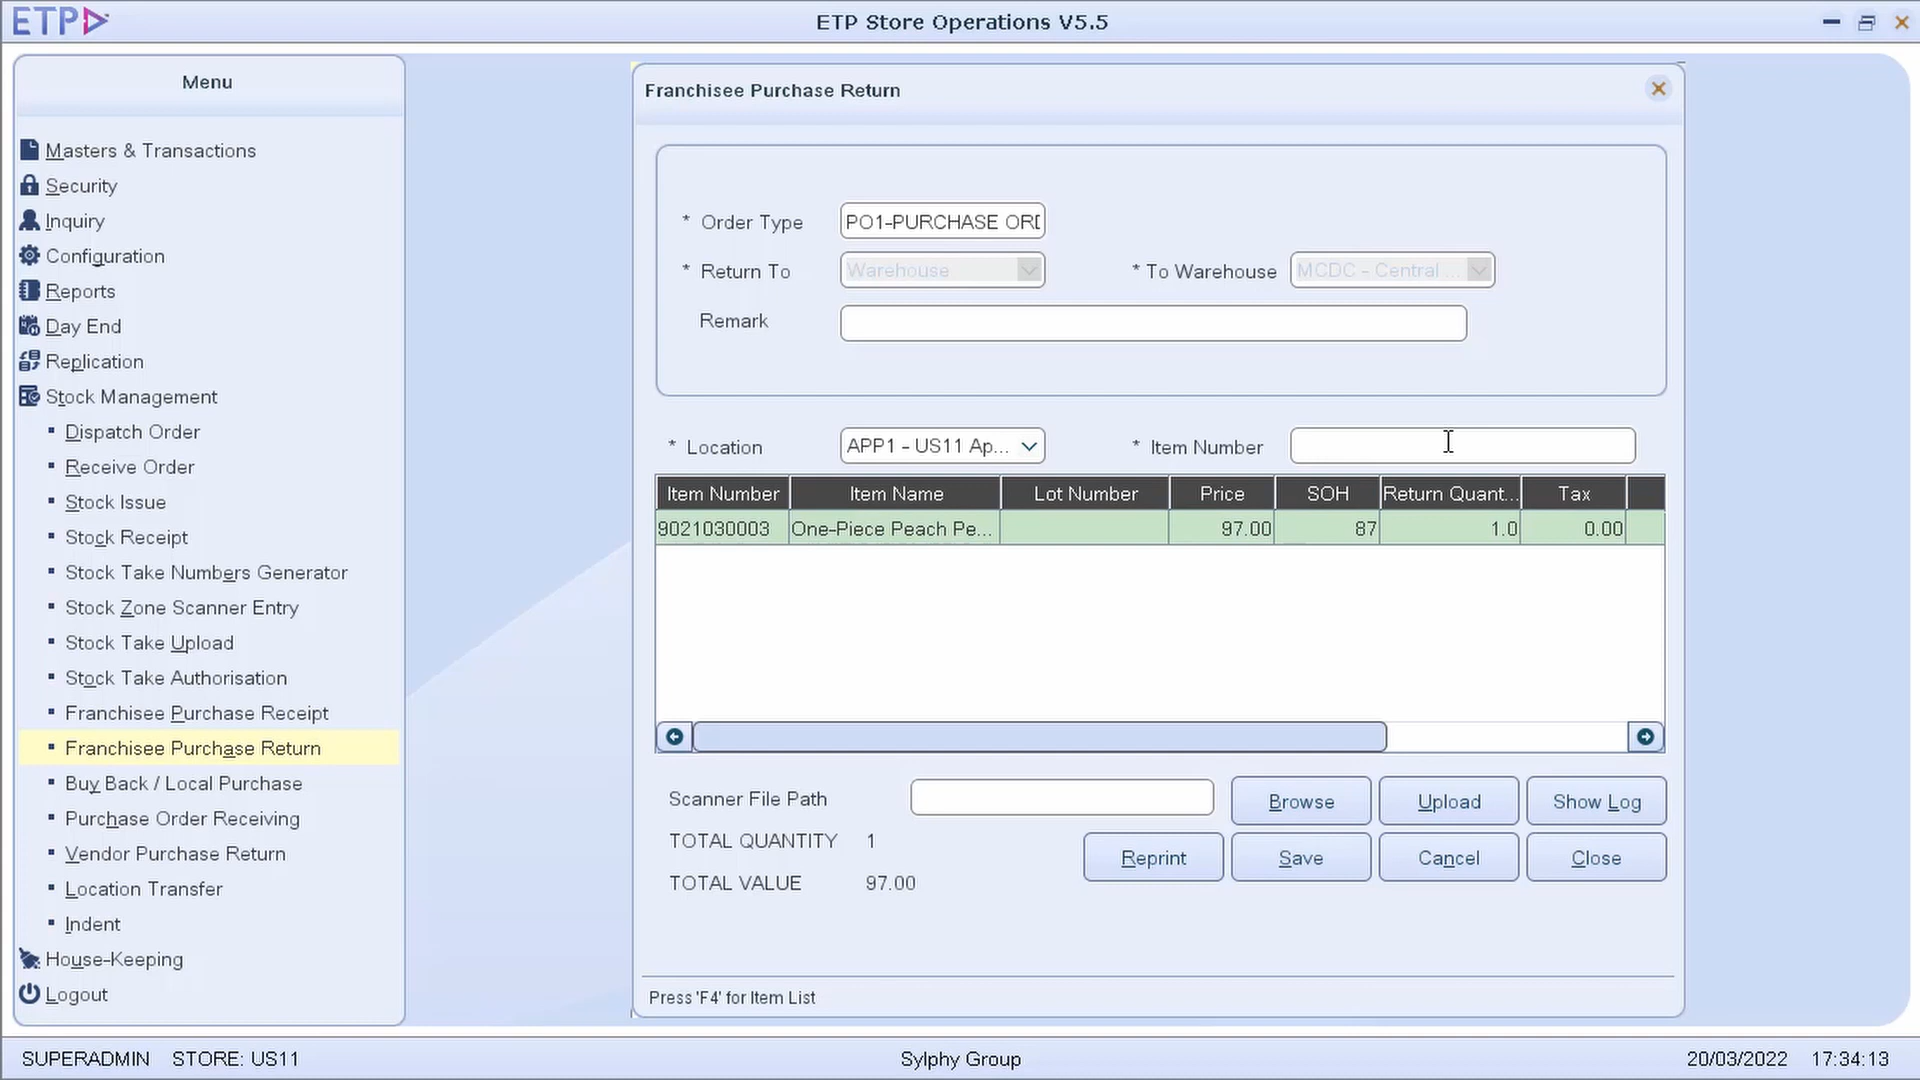 ETP
ETP Store Operations V5.5
Menu
Masters & Transactions
Security
Inquiry
Configuration
Reports
Day End
Replication
Stock Management
Dispatch Order
Receive Order
Stock Issue
Stock Receipt
Stock Take Numbers Generator
Stock Zone Scanner Entry
Stock Take Upload
Stock Take Authorisation
Franchisee Purchase Receipt
Franchisee Purchase Return
Buy Back / Local Purchase
Purchase Order Receiving
Vendor Purchase Return
Location Transfer
Indent
House-Keeping
Logout
Franchisee Purchase Return
* Order Type PO1-PURCHASE ORD
* Return To Warehouse * To Warehouse MCDC - Central ...
Remark
* Location APP1 - US11 Ap... * Item Number
Item Number Item Name Lot Number Price SOH Return Quant... Tax
9021030003 One-Piece Peach Pe... 97.00 87 1.0 0.00
Scanner File Path Browse Upload Show Log
TOTAL QUANTITY 1
Reprint Save Cancel Close
TOTAL VALUE 97.00
Press 'F4' for Item List
SUPERADMIN STORE: US11 Sylphy Group 20/03/2022 17:34:13